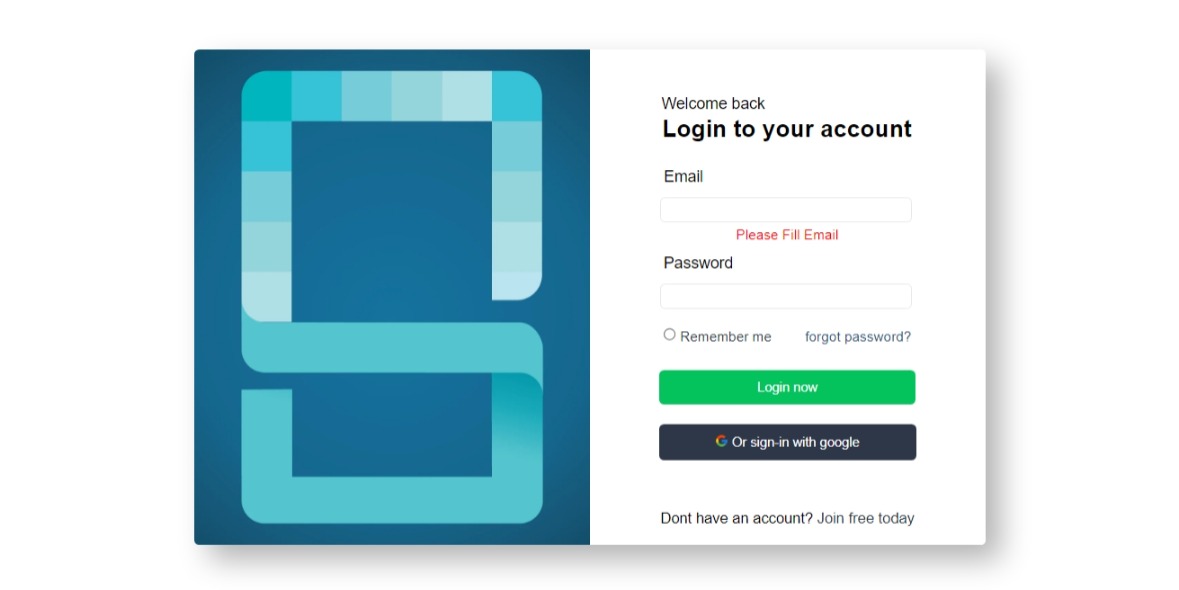 Welcome back
Login to your account
Email
Please Fill Email
Password
Remember me forgot password?
Login now
Or sign-in with google
Dont have an account? Join free today